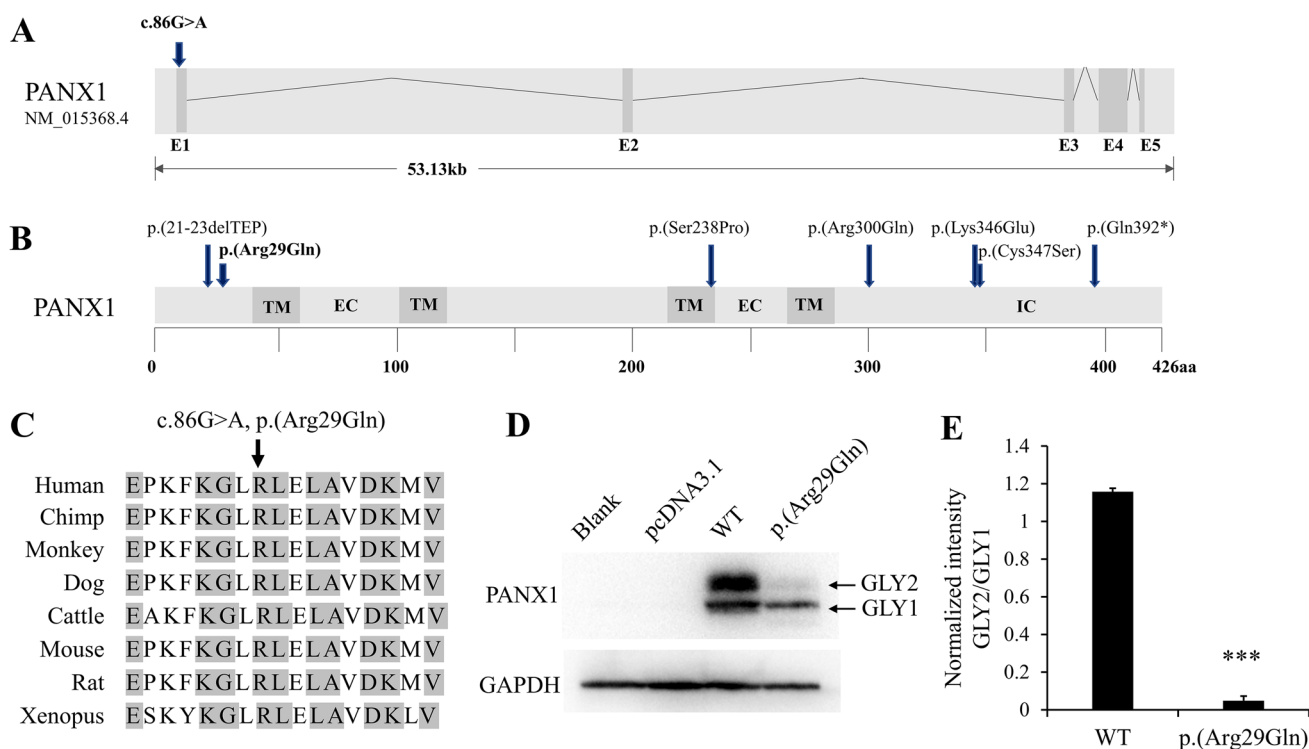 A
c.86G>A
PANX1
NM_015368.4
E1 E2 E3 E4 E5
53.13kb
B
p.(21-23delTEP)
p.(Arg29Gln)
p.(Ser238Pro)
p.(Arg300Gln)
p.(Lys346Glu)
p.(Cys347Ser)
p.(Gln392*)
PANX1
TM EC TM TM EC TM IC
0 100 200 300 400 426aa
C
c.86G>A, p.(Arg29Gln)
Human EPKFKGLRLELAVDKMV
Chimp EPKFKGLRLELAVDKMV
Monkey EPKFKGLRLELAVDKMV
Dog EPKFKGLRLELAVDKMV
Cattle EAKFKGLRLELAVDKMV
Mouse EPKFKGLRLELAVDKMV
Rat EPKFKGLRLELAVDKMV
Xenopus ESKYKGLRLELAVDKLV
D
Blank pcDNA3.1 WT p.(Arg29Gln)
PANX1
GLY2
GLY1
GAPDH
E
Normalized intensity
GLY2/GLY1
1.4
1.2
1
0.8
0.6
0.4
0.2
0
***
WT p.(Arg29Gln)